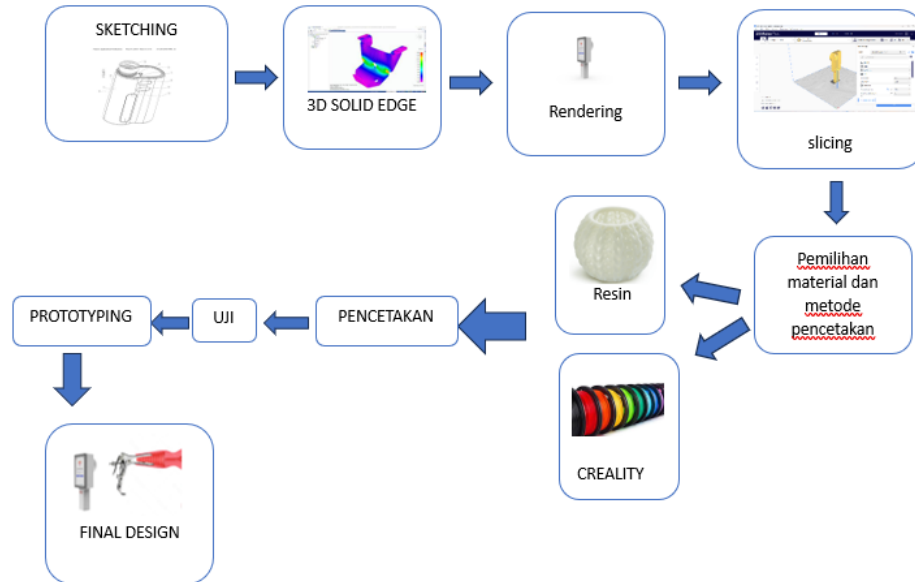 SKETCHING
3D SOLID EDGE
Rendering
slicing
Pemilihan
material dan
metode
pencetakan
Resin
CREALITY
PENCETAKAN
UJI
PROTOTYPING
FINAL DESIGN